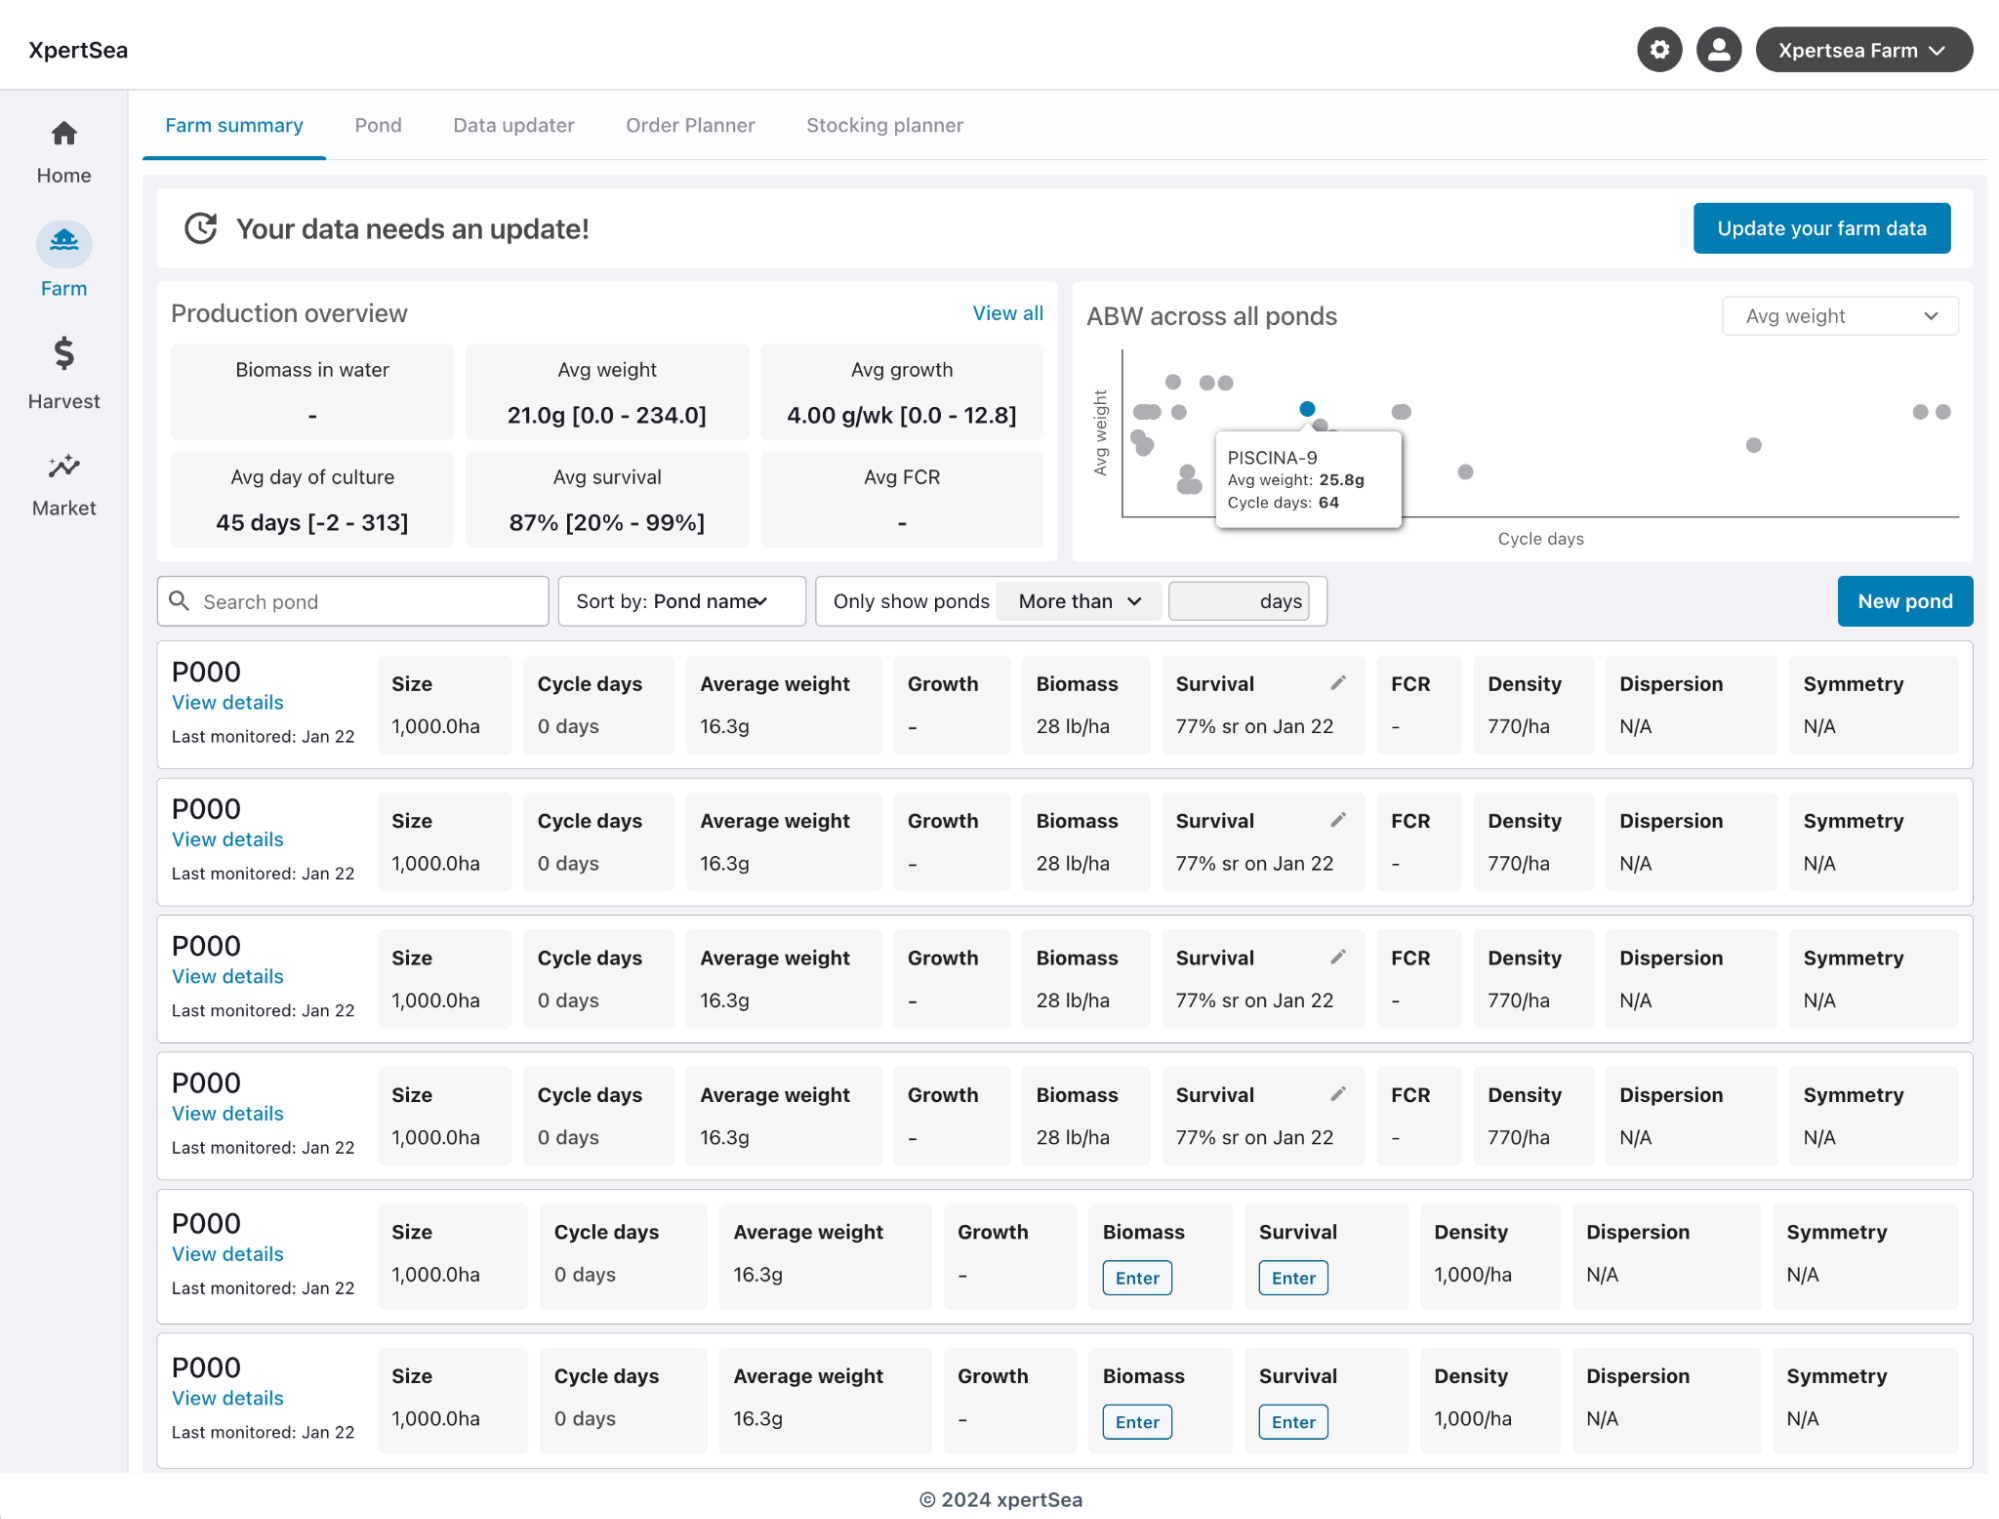 XpertSea
Xpertsea Farm
Home
Farm
Harvest
Market
Farm summary
Pond
Data updater
Order Planner
Stocking planner
Your data needs an update!
Update your farm data
Production overview
View all
Biomass in water
-
Avg weight
21.0g [0.0 - 234.0]
Avg growth
4.00 g/wk [0.0 - 12.8]
Avg day of culture
45 days [-2 - 313]
Avg survival
87% [20% - 99%]
Avg FCR
-
ABW across all ponds
Avg weight
Avg weight
PISCINA-9
Avg weight: 25.8g
Cycle days: 64
Cycle days
Search pond
Sort by: Pond name
Only show ponds
More than
days
New pond
P000
View details
Last monitored: Jan 22
Size
1,000.0ha
Cycle days
0 days
Average weight
16.3g
Growth
-
Biomass
28 lb/ha
Survival
77% sr on Jan 22
FCR
-
Density
770/ha
Dispersion
N/A
Symmetry
N/A
P000
View details
Last monitored: Jan 22
Size
1,000.0ha
Cycle days
0 days
Average weight
16.3g
Growth
-
Biomass
28 lb/ha
Survival
77% sr on Jan 22
FCR
-
Density
770/ha
Dispersion
N/A
Symmetry
N/A
P000
View details
Last monitored: Jan 22
Size
1,000.0ha
Cycle days
0 days
Average weight
16.3g
Growth
-
Biomass
28 lb/ha
Survival
77% sr on Jan 22
FCR
-
Density
770/ha
Dispersion
N/A
Symmetry
N/A
P000
View details
Last monitored: Jan 22
Size
1,000.0ha
Cycle days
0 days
Average weight
16.3g
Growth
-
Biomass
28 lb/ha
Survival
77% sr on Jan 22
FCR
-
Density
770/ha
Dispersion
N/A
Symmetry
N/A
P000
View details
Last monitored: Jan 22
Size
1,000.0ha
Cycle days
0 days
Average weight
16.3g
Growth
-
Biomass
Enter
Survival
Enter
Density
1,000/ha
Dispersion
N/A
Symmetry
N/A
P000
View details
Last monitored: Jan 22
Size
1,000.0ha
Cycle days
0 days
Average weight
16.3g
Growth
-
Biomass
Enter
Survival
Enter
Density
1,000/ha
Dispersion
N/A
Symmetry
N/A
© 2024 xpertSea